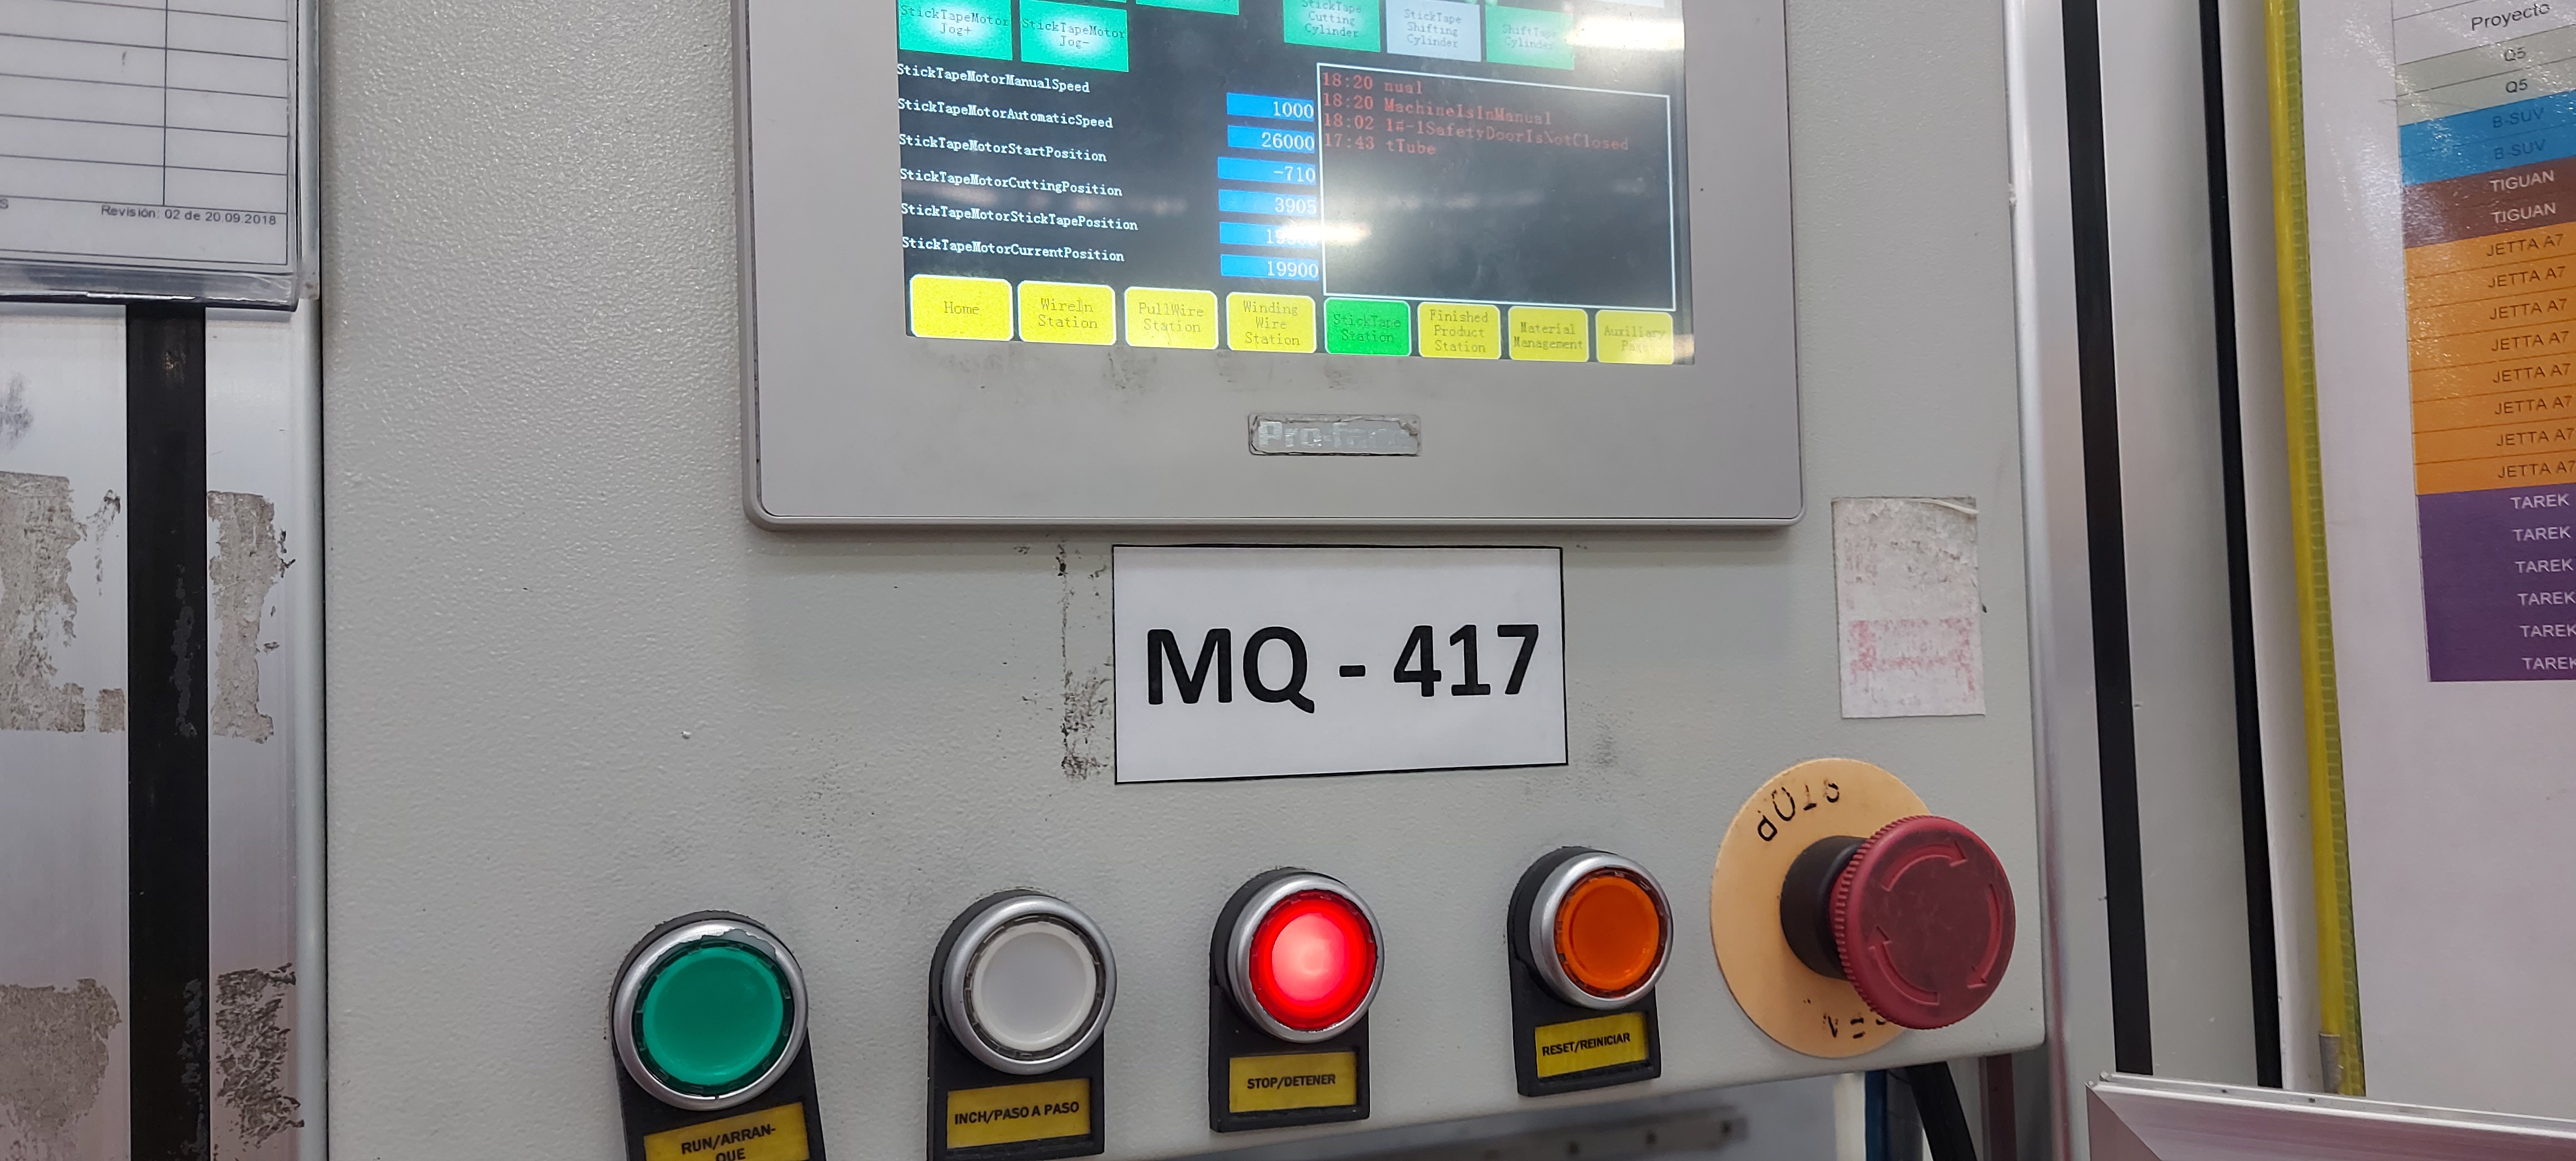 StickTapeMotor
Jog+
StickTapeMotor
Jog-
StickTape
Cutting
Cylinder
StickTape
Shifting
Cylinder
ShiftTape
Cylinder
StickTapeMotorManualSpeed
1000
StickTapeMotorAutomaticSpeed
26000
StickTapeMotorStartPosition
-710
StickTapeMotorCuttingPosition
3905
StickTapeMotorStickTapePosition
StickTapeMotorCurrentPosition
19900
18:20 nual
18:20 MachineIsInManual
18:02 1#-1SafetyDoorIsNotClosed
17:43 tTube
Home
WireIn
Station
PullWire
Station
Winding
Wire
Station
StickTape
Station
Finished
Product
Station
Material
Management
Auxiliary
Pro-face
MQ - 417
RUN/ARRAN-
QUE
INCH/PASO A PASO
STOP/DETENER
RESET/REINICIAR
STOP
Revisión: 02 de 20.09.2018
Proyecto
Q5
Q5
B-SUV
B-SUV
TIGUAN
TIGUAN
JETTA A7
JETTA A7
JETTA A7
JETTA A7
JETTA A7
JETTA A7
JETTA A7
JETTA A7
TAREK
TAREK
TAREK
TAREK
TAREK
TAREK